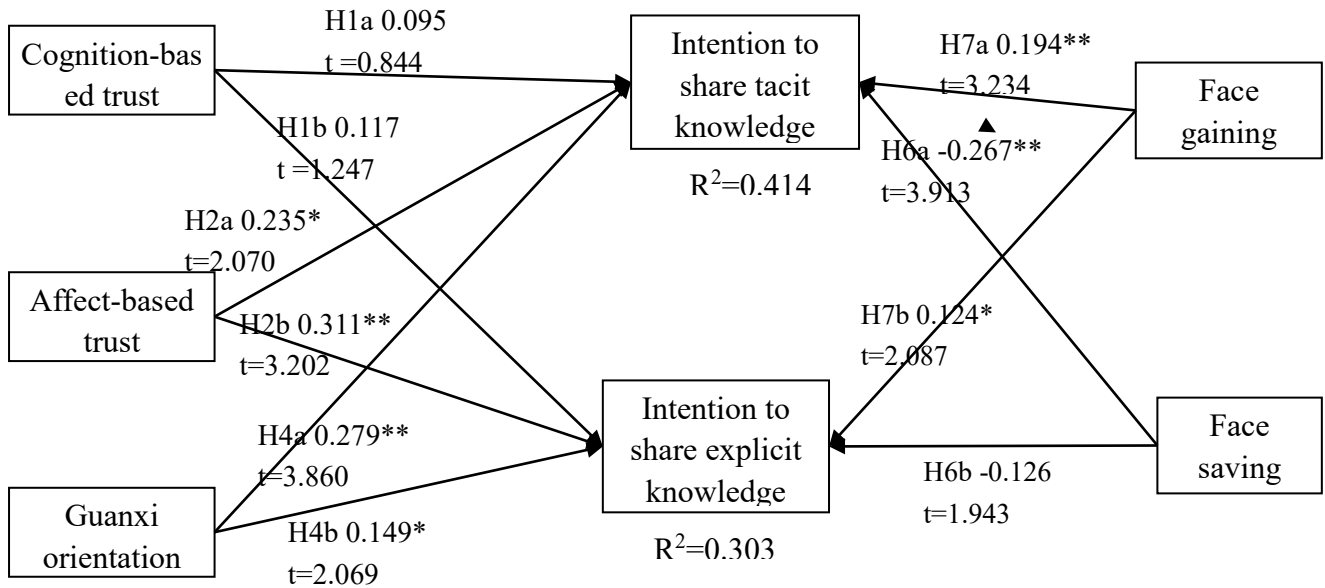 H1a 0.095
t =0.844
Cognition-bas
ed trust
Intention to
share tacit
knowledge
R²=0.414
H7a 0.194**
t=3.234
Face
gaining
H1b 0.117
t =1.247
H6a -0.267**
t=3.913
H2a 0.235*
t=2.070
Affect-based
trust
H2b 0.311**
t=3.202
H7b 0.124*
t=2.087
Intention to
share explicit
knowledge
R²=0.303
Face
saving
H4a 0.279**
t=3.860
H6b -0.126
t=1.943
Guanxi
orientation
H4b 0.149*
t=2.069